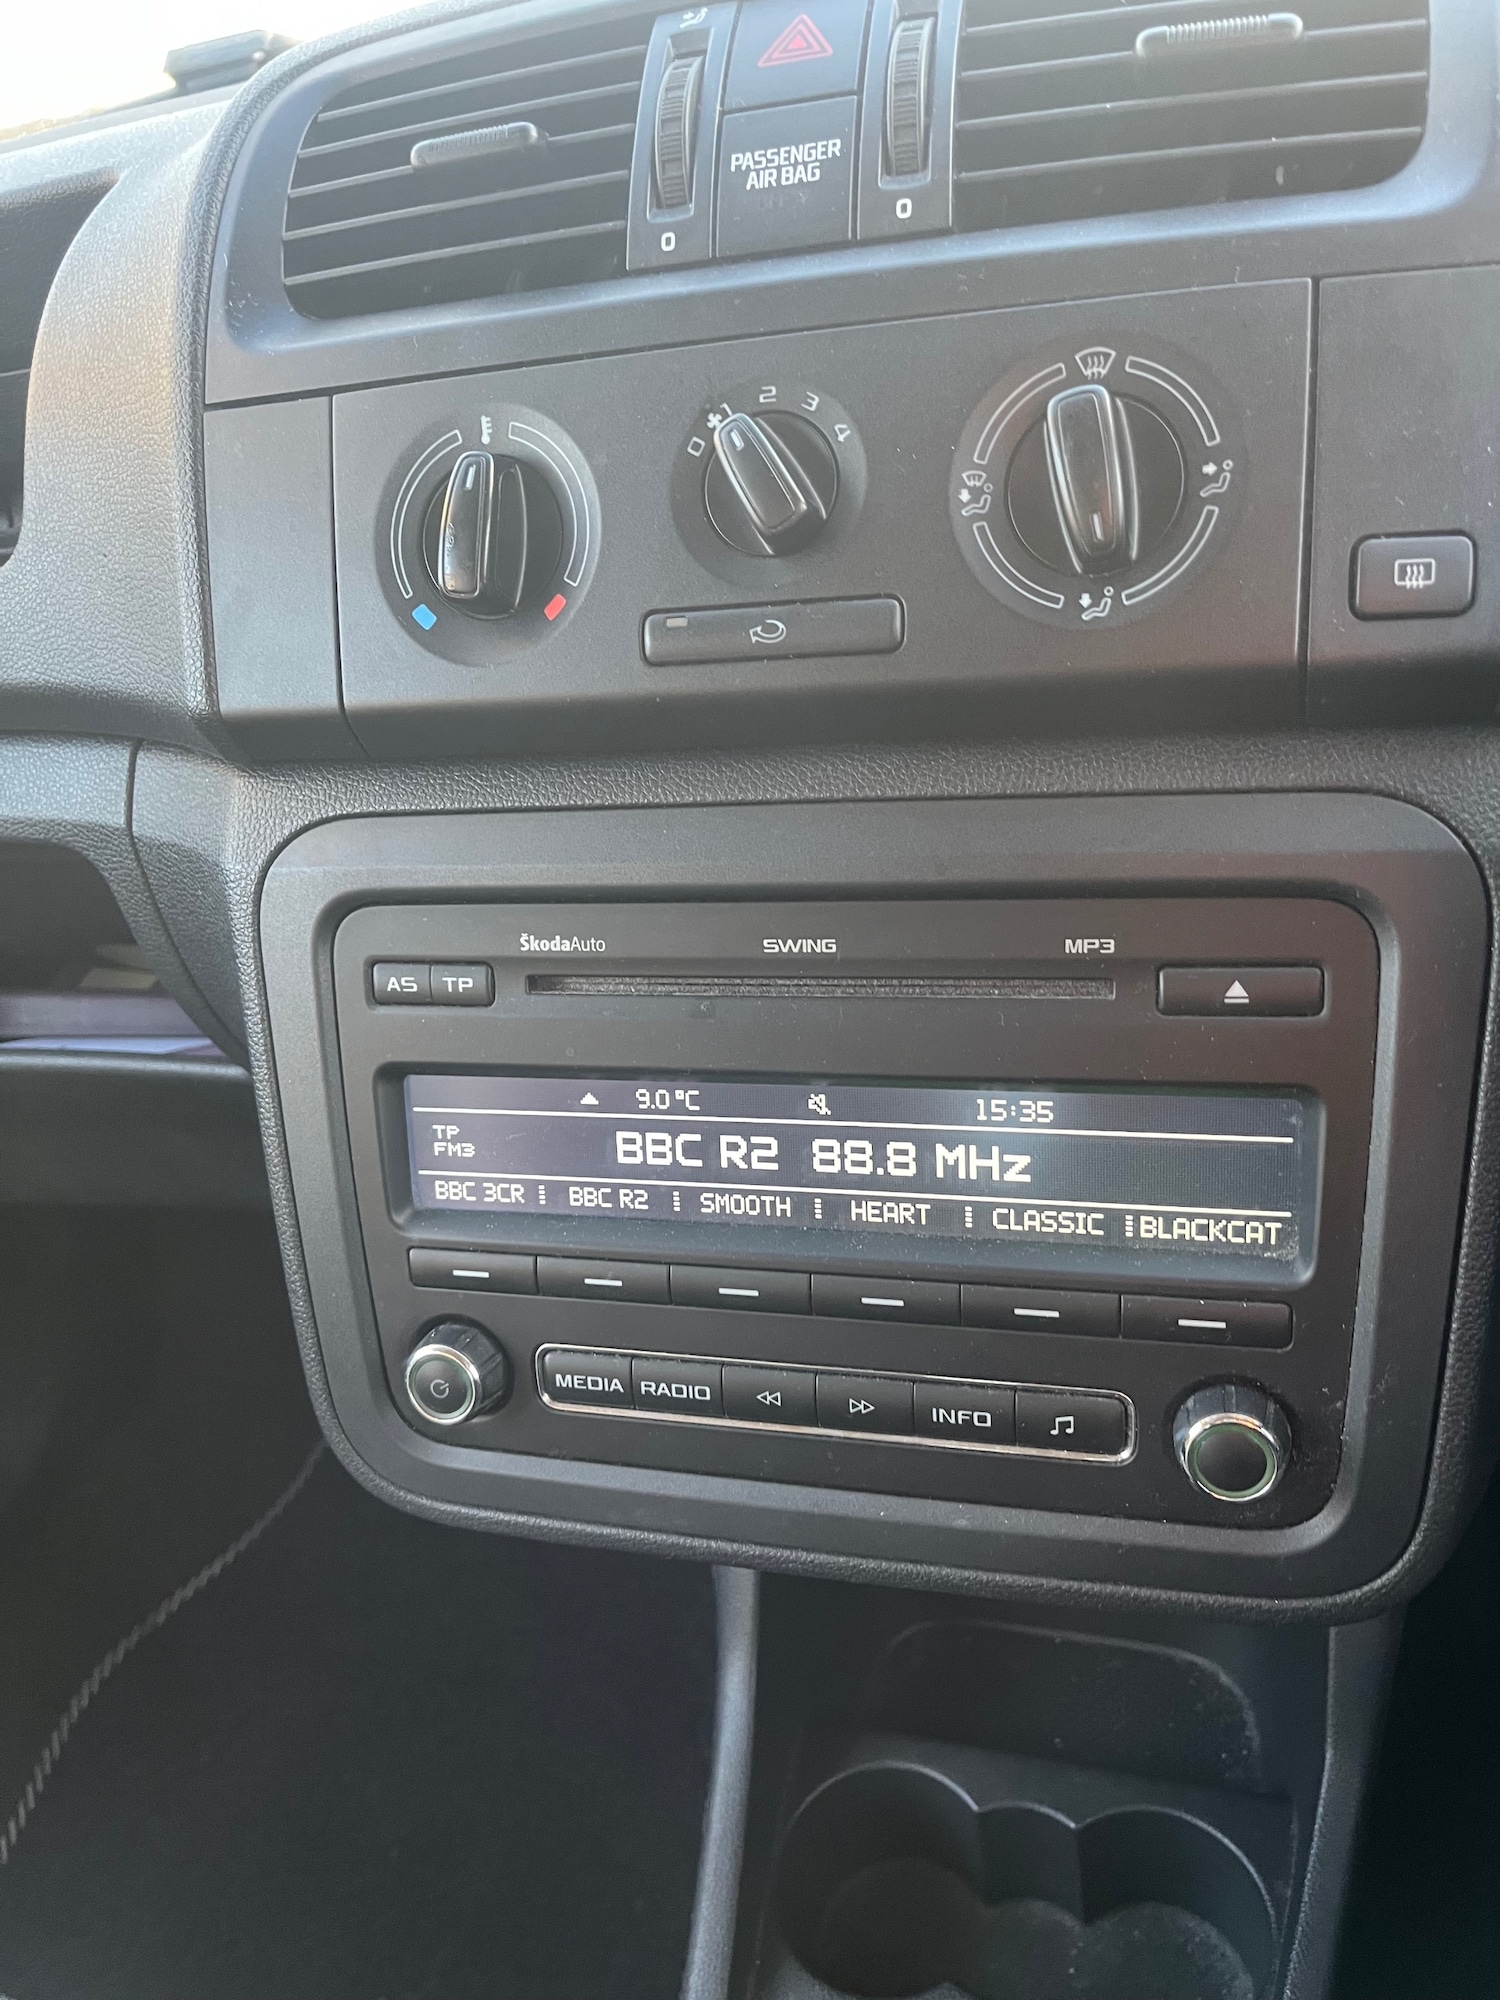 PASSENGER
AIR BAG
0
0
0 1 2 3 4
ŠkodaAuto SWING MP3
AS TP
9.0 °C 15:35
TP
FM3
BBC R2 88.8 MHz
BBC 3CR BBC R2 SMOOTH HEART CLASSIC BLACKCAT
MEDIA RADIO INFO